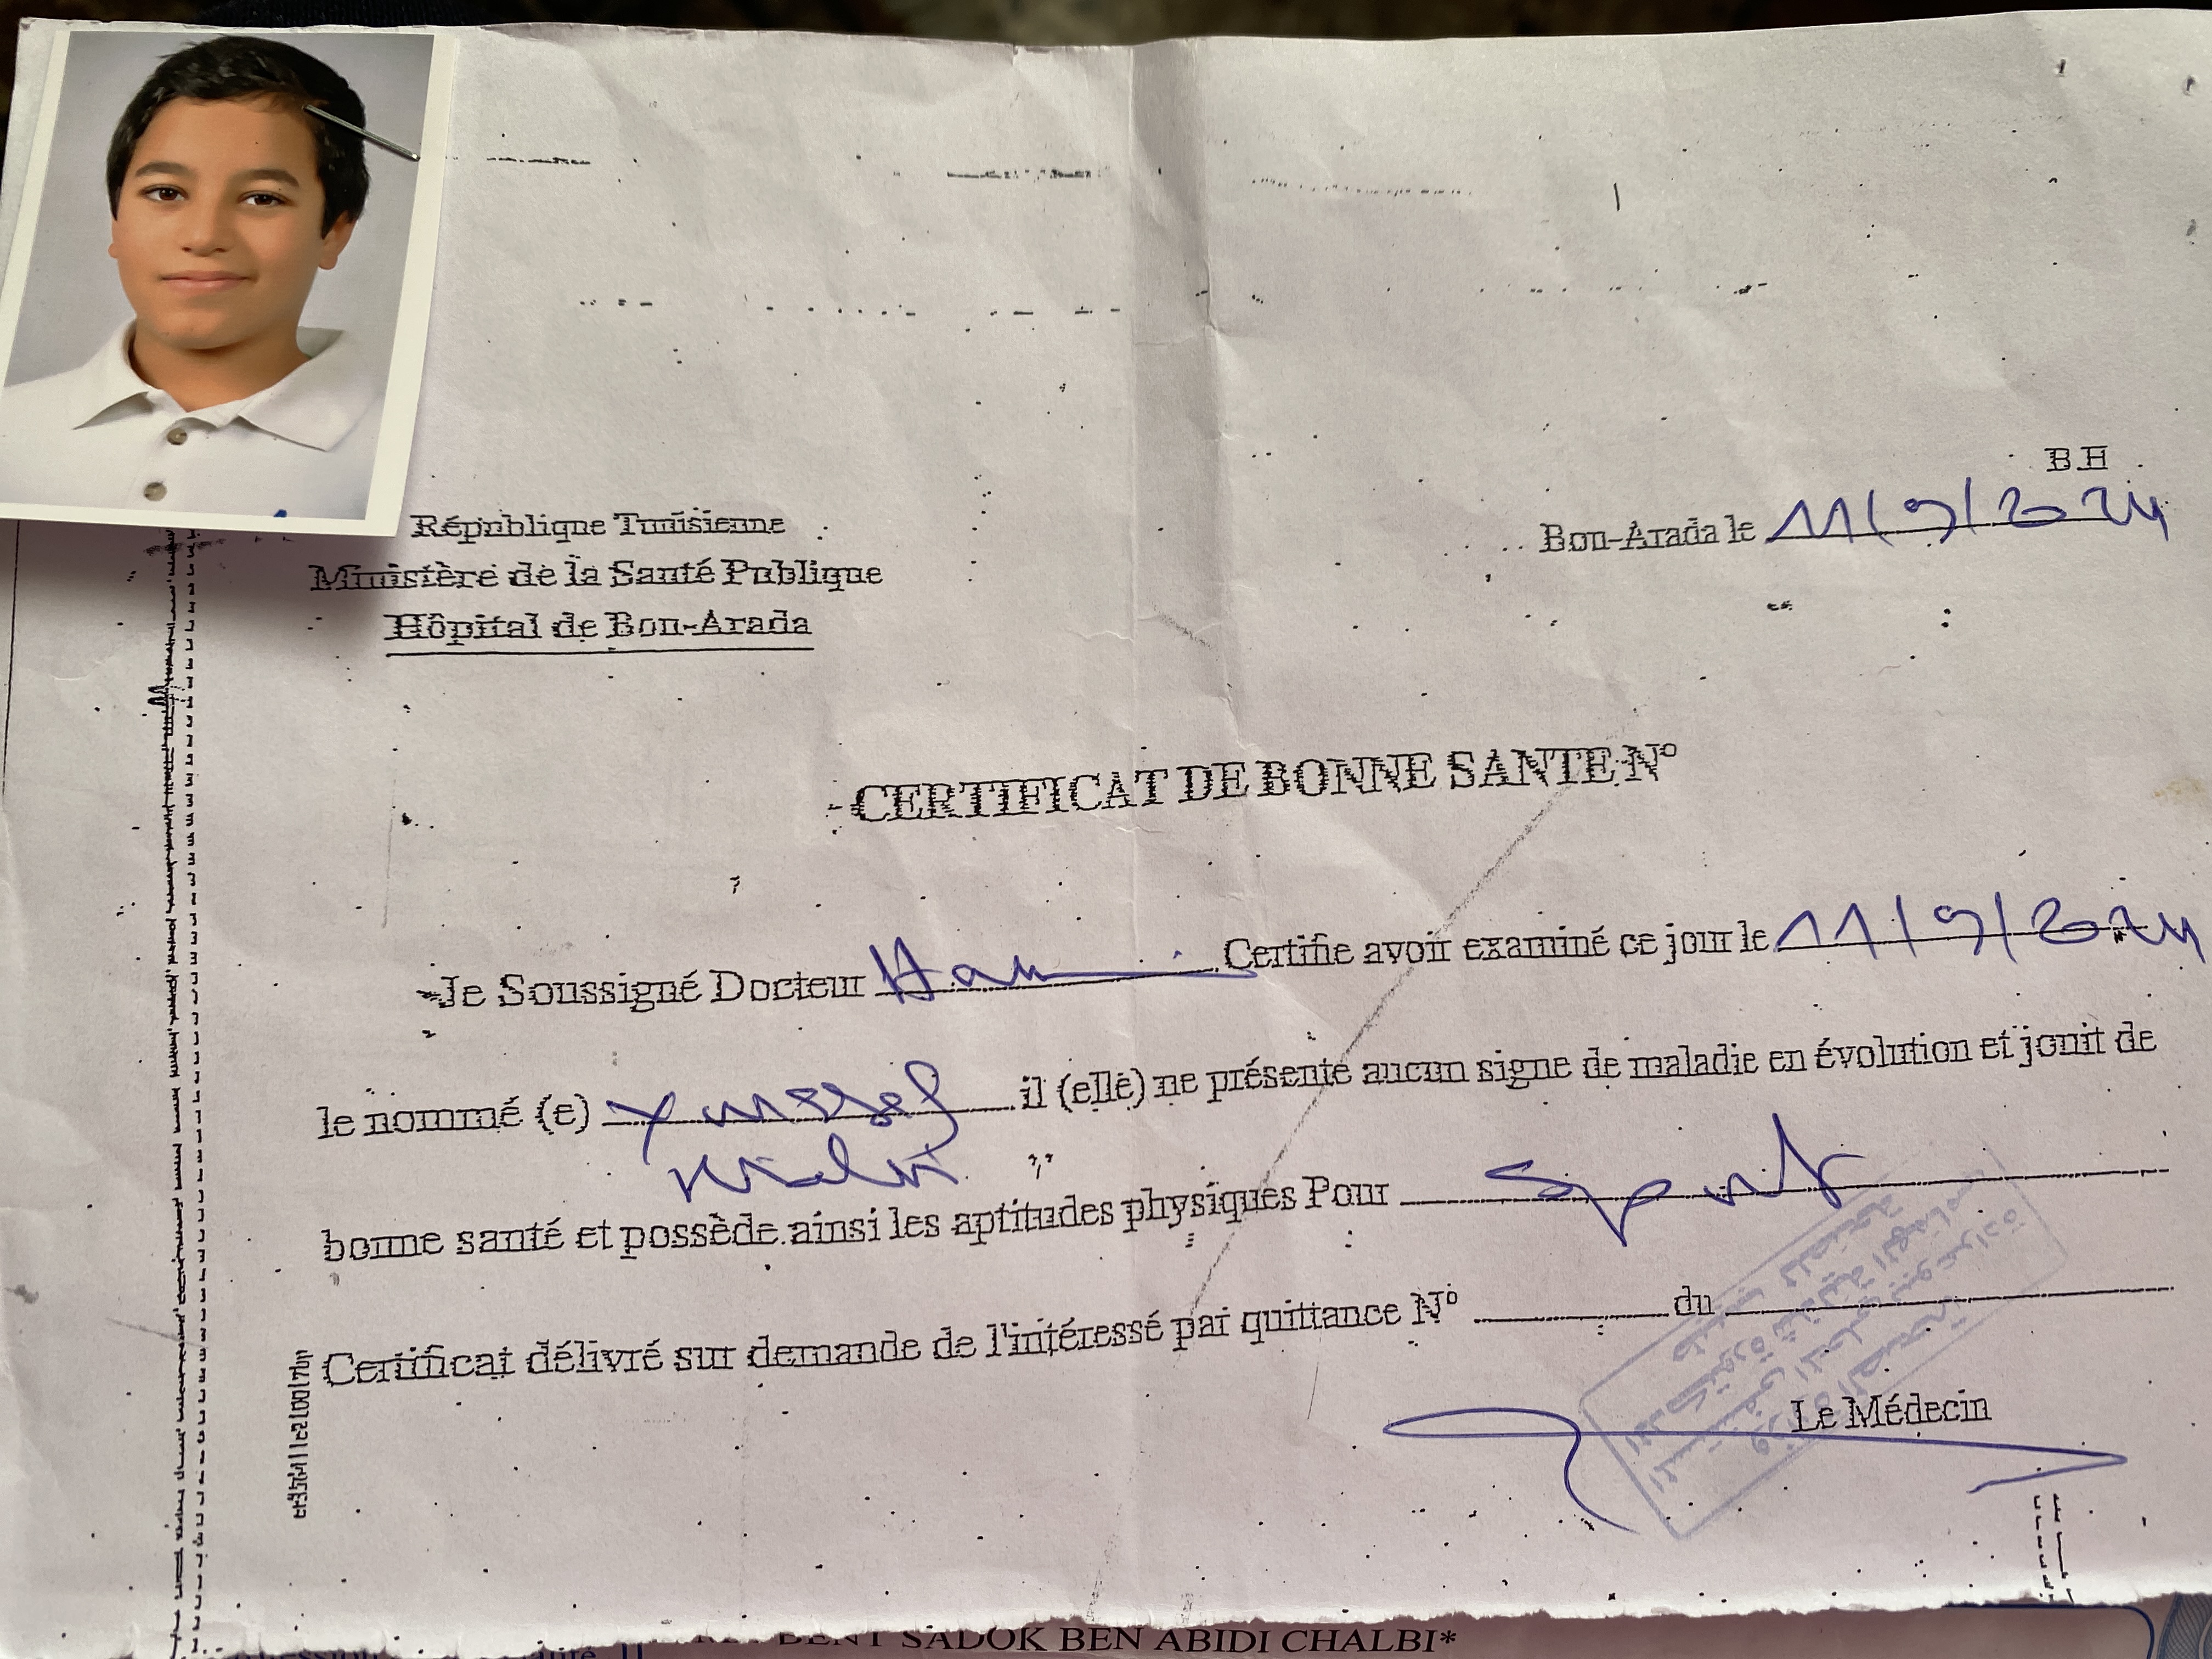 B.H
Bou-Arada le 11/9/2024
République Tunisienne
Ministère de la Santé Publique
Hôpital de Bou-Arada
CERTIFICAT DE BONNE SANTE N°
Je Soussigné Docteur Certifie avoir examiné ce jour le 11/9/2024
le nommé (e) Youssef il (elle) ne présente aucun signe de maladie en évolution et jouit de
bonne santé et possède ainsi les aptitudes physiques Pour Sport
Certificat délivré sur demande de l'intéressé par quittance N° du
Le Médecin
BENT SADOK BEN ABIDI CHALBI*